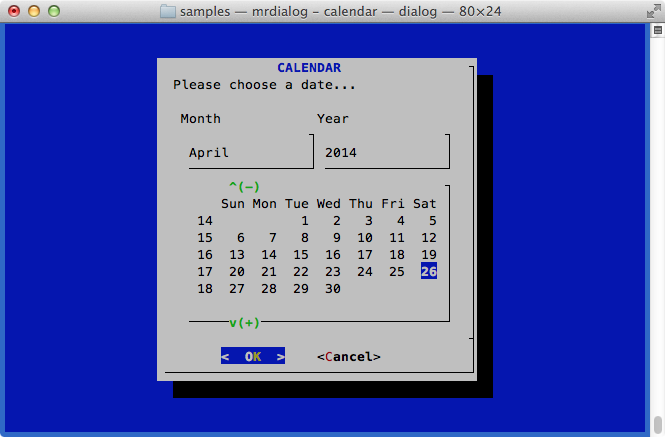 samples — mrdialog - calendar — dialog — 80×24
CALENDAR
Please choose a date...
Month Year
April 2014
^(−)
Sun Mon Tue Wed Thu Fri Sat
14 1 2 3 4 5
15 6 7 8 9 10 11 12
16 13 14 15 16 17 18 19
17 20 21 22 23 24 25 26
18 27 28 29 30
v(+)
< OK > <Cancel>